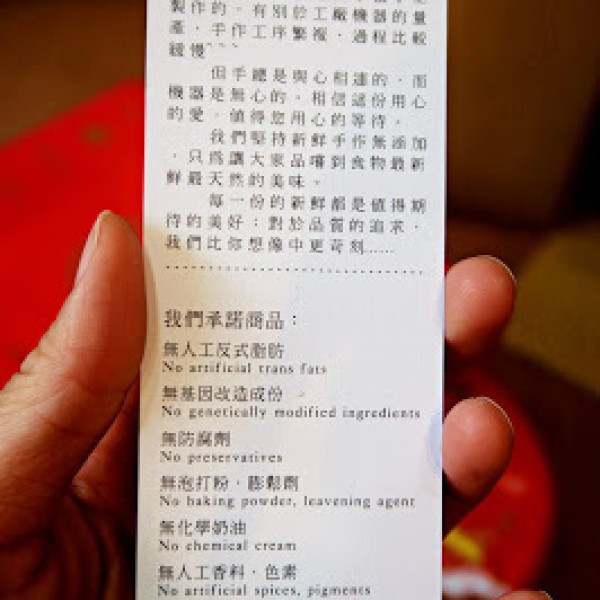 製作的。有別於工廠機器的量
產，手作工序繁複，過程比較
緩慢~~~
但手總是與心相連的，而
機器是無心的。相信這份用心
的愛，值得您用心的等待。
我們堅持新鮮手作無添加
，只為讓大家品嚐到食物最新
鮮最天然的美味。
每一份的新鮮都是值得期
待的美好；對於品質的追求，
我們比你想像中更苛刻……
我們承諾商品：
無人工反式脂肪
No artificial trans fats
無基因改造成份
No genetically modified ingredients
無防腐劑
No preservatives
無泡打粉，膨鬆劑
No baking powder, leavening agent
無化學奶油
No chemical cream
無人工香料，色素
No artificial spices, pigments